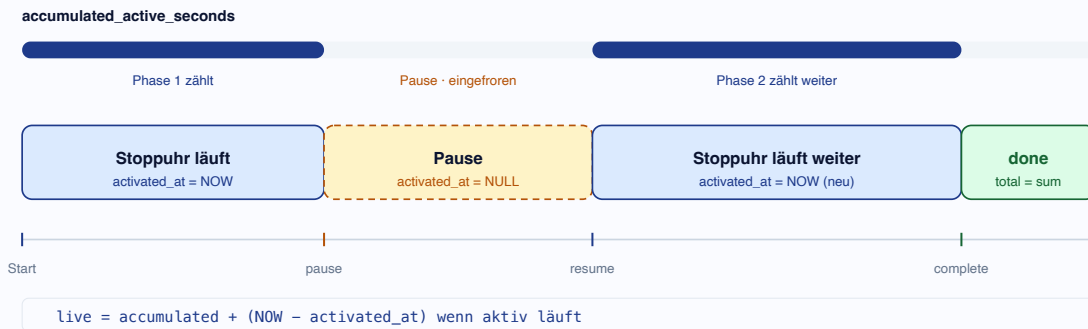 accumulated_active_seconds
Phase 1 zählt
Pause · eingefroren
Phase 2 zählt weiter
Stoppuhr läuft
activated_at = NOW
Pause
activated_at = NULL
Stoppuhr läuft weiter
activated_at = NOW (neu)
done
total = sum
Start
pause
resume
complete
live = accumulated + (NOW − activated_at) wenn aktiv läuft